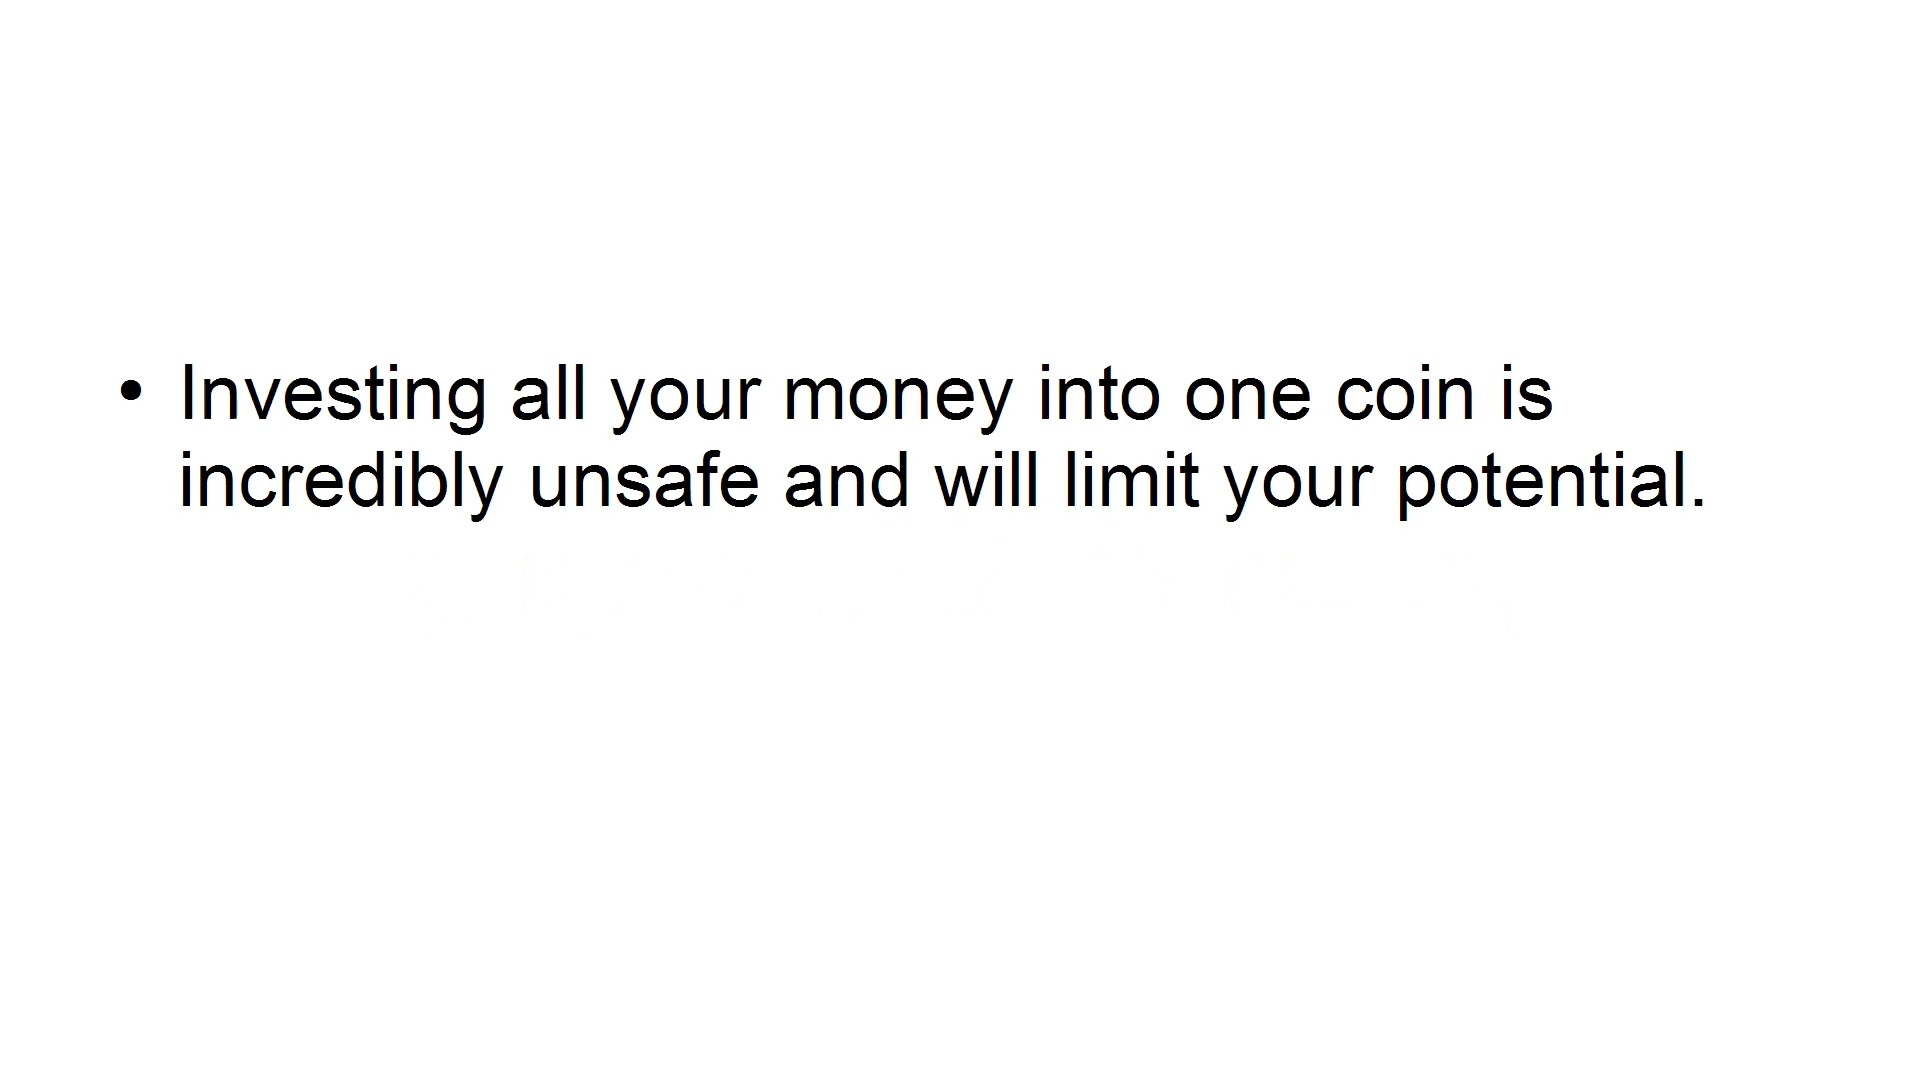 • Investing all your money into one coin is
incredibly unsafe and will limit your potential.